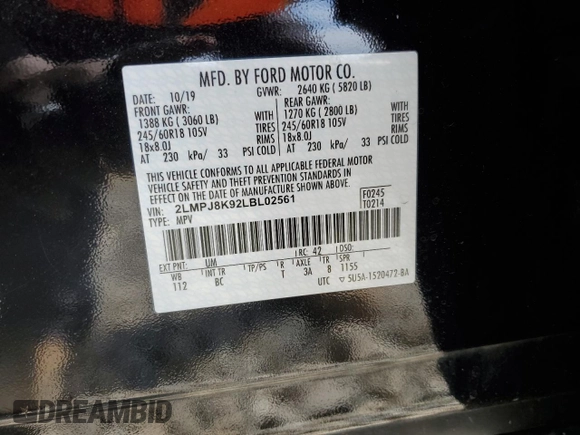 MFD. BY FORD MOTOR CO.
DATE: 10/19 GVWR: 2640 KG ( 5820 LB)
FRONT GAWR: REAR GAWR:
1388 KG ( 3060 LB) WITH 1270 KG ( 2800 LB) WITH
245/60R18 105V TIRES 245/60R18 105V TIRES
18x8.0J RIMS 18x8.0J RIMS
AT 230 kPa/ 33 PSI COLD AT 230 kPa/ 33 PSI COLD
THIS VEHICLE CONFORMS TO ALL APPLICABLE FEDERAL MOTOR
VEHICLE SAFETY AND THEFT PREVENTION STANDARDS IN EFFECT
ON THE DATE OF MANUFACTURE SHOWN ABOVE.
VIN: 2LMPJ8K92LBL02561 F0245
TYPE: MPV T0214
EXT PNT: UM RC: 42 DSO:
WB INT TR TP/PS R AXLE TR SPR
112 BC T 3A 8 1155
UTC ▽ 5U5A-1520472-BA
DREAMBID